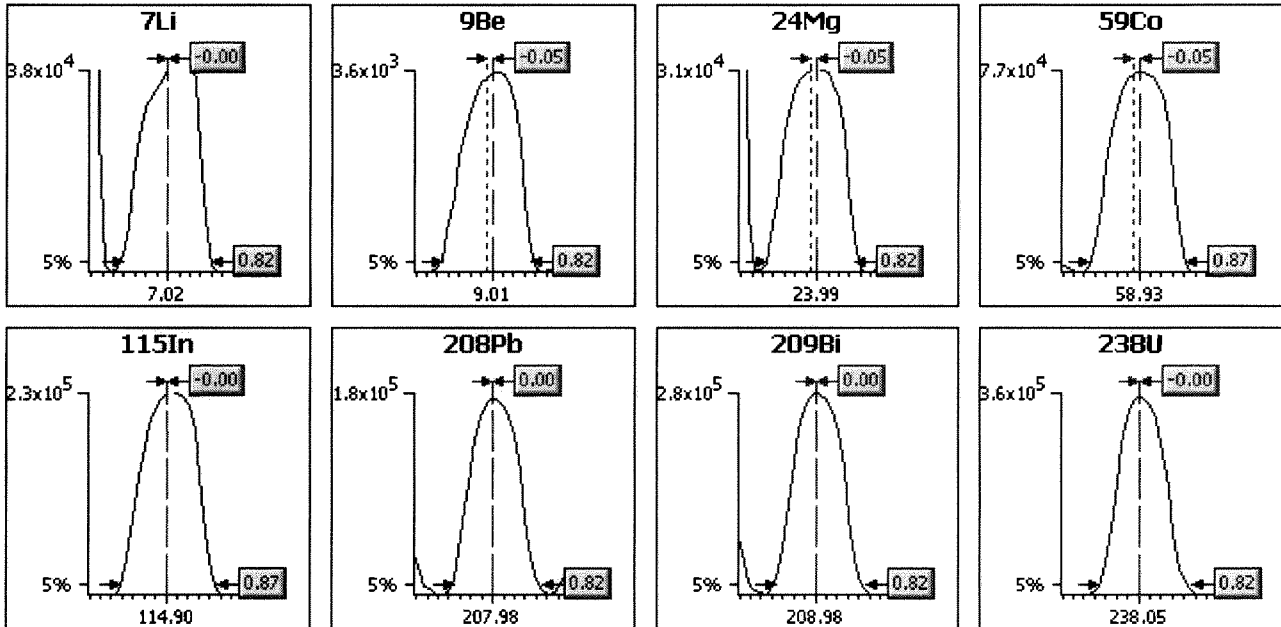 7Li
-0.00
3.8x10^4
5%
0.82
7.02
9Be
-0.05
3.6x10^3
5%
0.82
9.01
24Mg
-0.05
3.1x10^4
5%
0.82
23.99
59Co
-0.05
7.7x10^4
5%
0.87
58.93
115In
-0.00
2.3x10^5
5%
0.87
114.90
208Pb
0.00
1.8x10^5
5%
0.82
207.98
209Bi
0.00
2.8x10^5
5%
0.82
208.98
238U
-0.00
3.6x10^5
5%
0.82
238.05